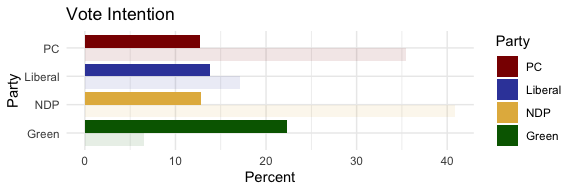 Vote Intention
Party
PC
Liberal
NDP
Green
0 10 20 30 40
Percent
Party
PC
Liberal
NDP
Green